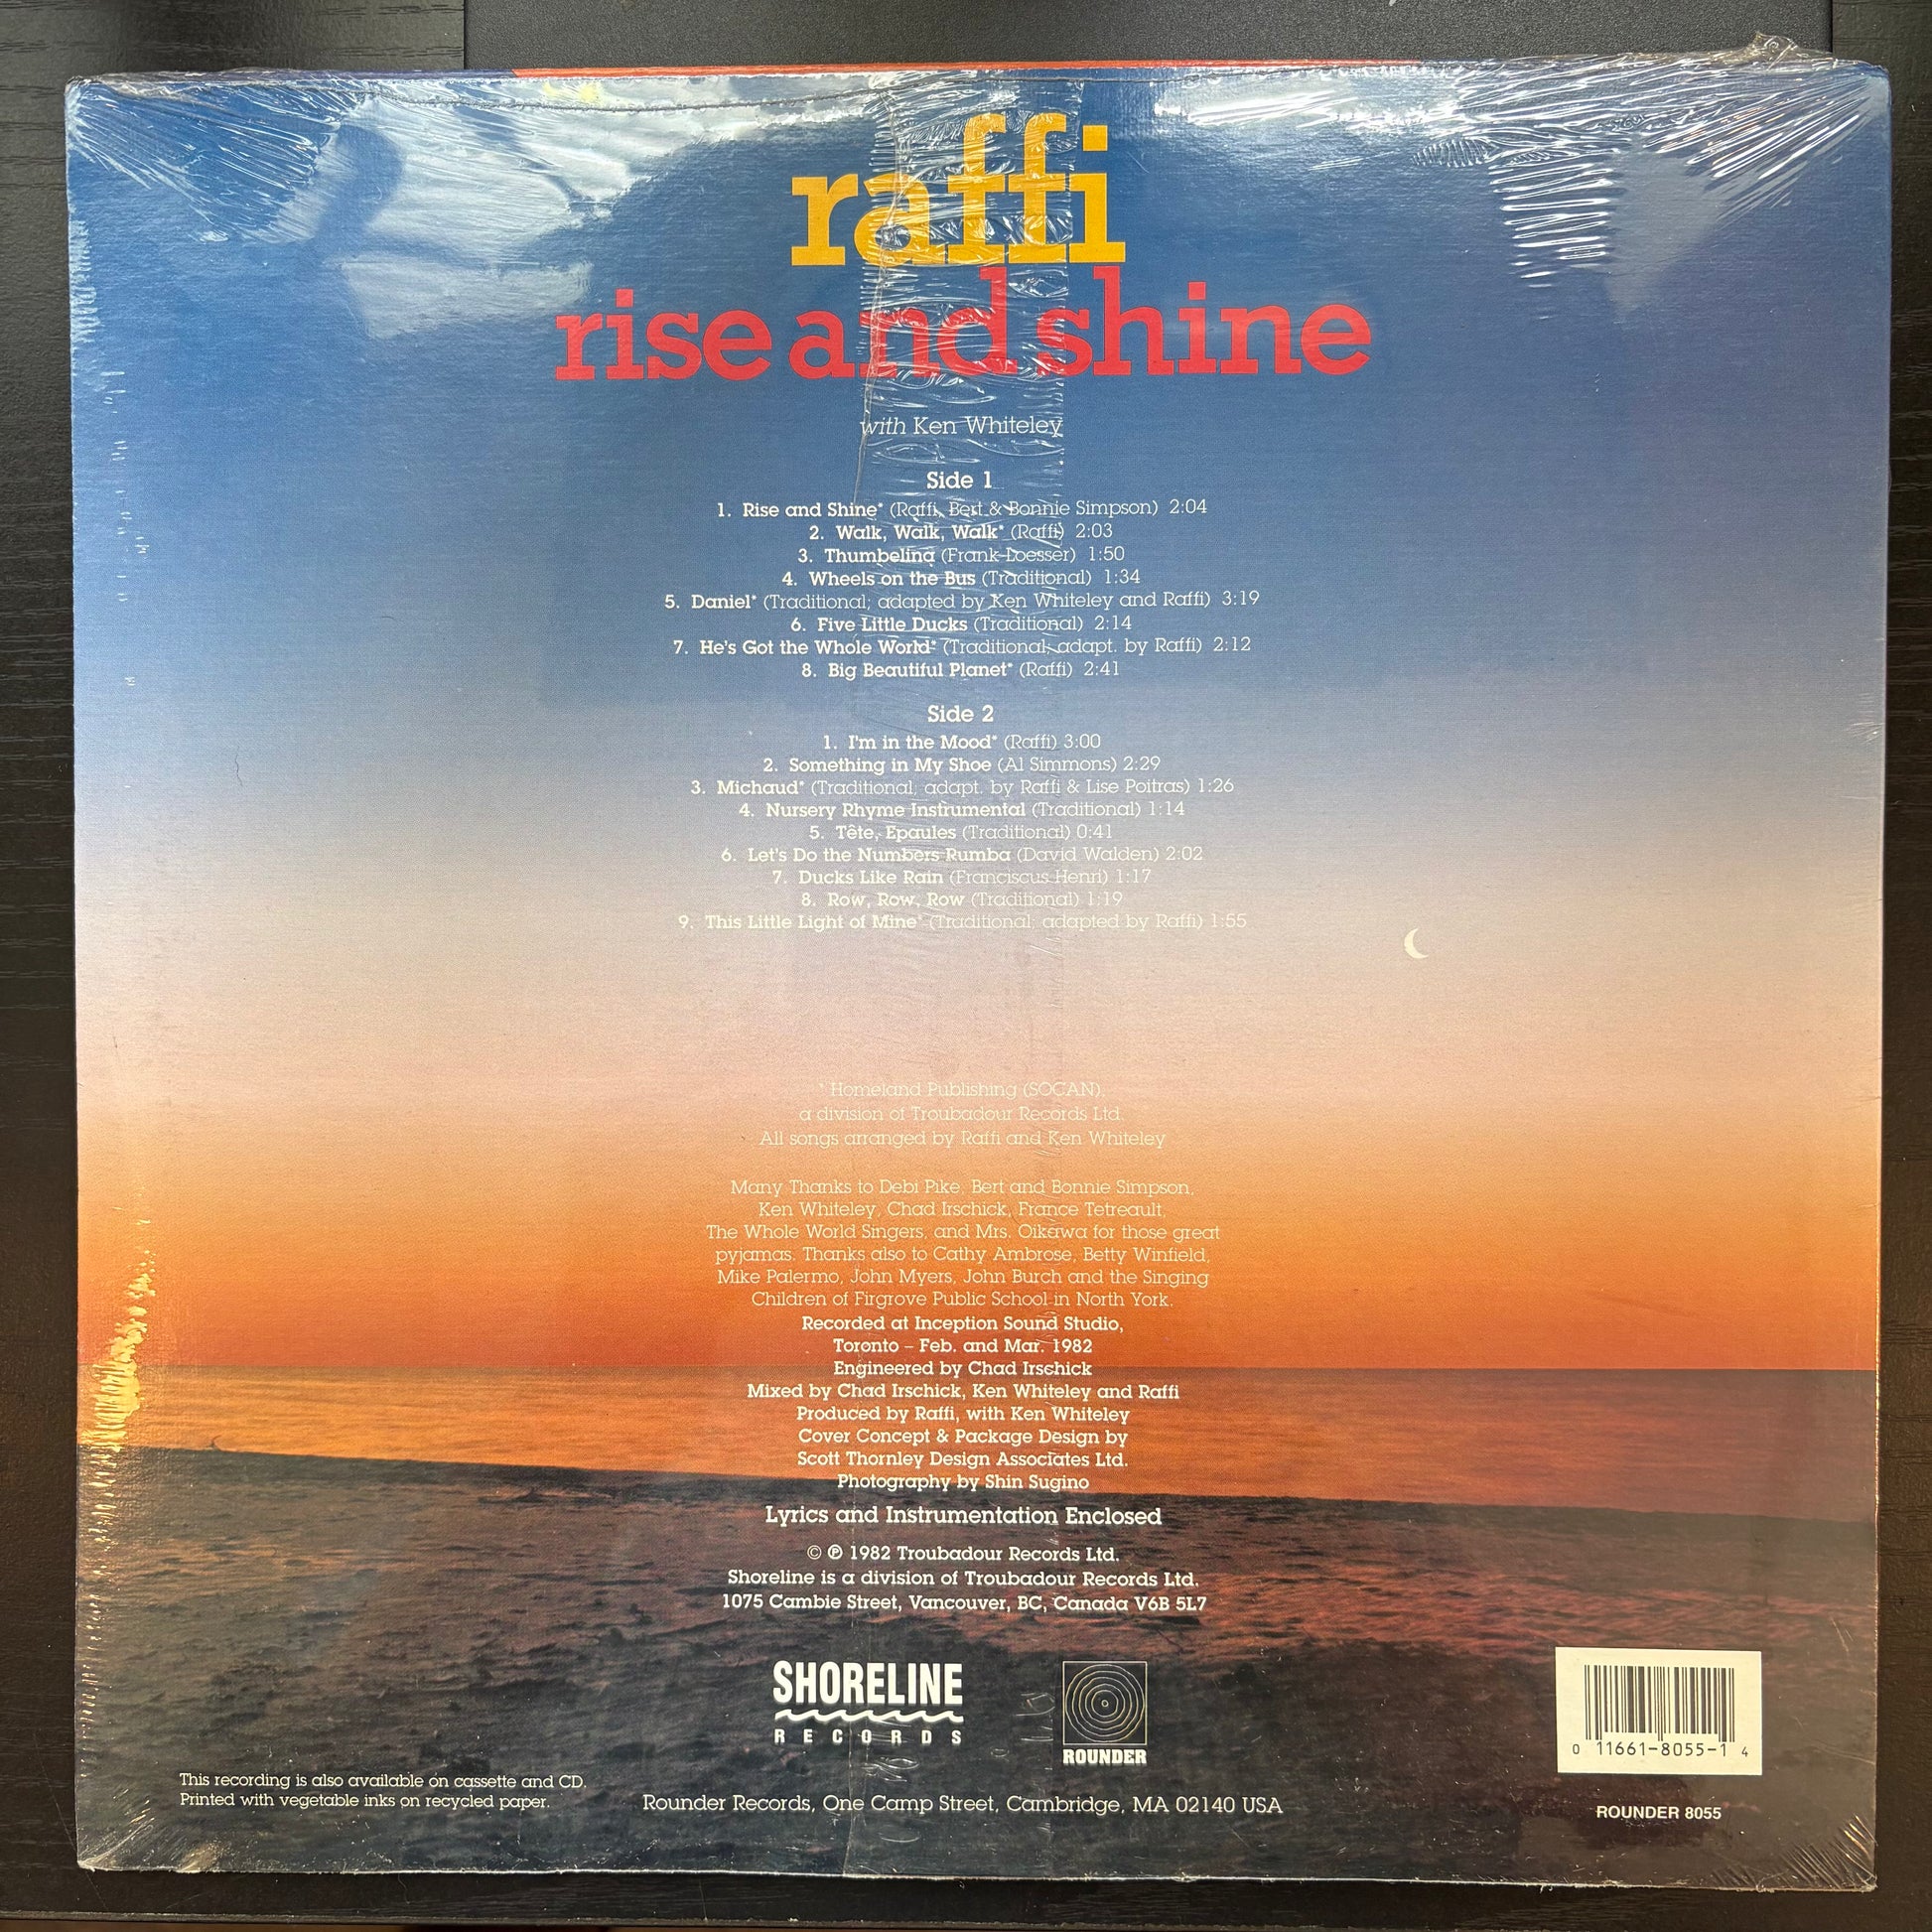 raffi
rise and shine
with Ken Whiteley
Side 1
1. Rise and Shine* (Raffi, Bert & Bonnie Simpson) 2:04
2. Walk, Walk, Walk* (Raffi) 2:03
3. Thumbelina (Frank Loesser) 1:50
4. Wheels on the Bus (Traditional) 1:34
5. Daniel* (Traditional; adapted by Ken Whiteley and Raffi) 3:19
6. Five Little Ducks (Traditional) 2:14
7. He's Got the Whole World* (Traditional; adapt. by Raffi) 2:12
8. Big Beautiful Planet* (Raffi) 2:41
Side 2
1. I'm in the Mood* (Raffi) 3:00
2. Something in My Shoe (Al Simmons) 2:29
3. Michaud* (Traditional; adapt. by Raffi & Lise Poitras) 1:26
4. Nursery Rhyme Instrumental (Traditional) 1:14
5. Tête, Epaules (Traditional) 0:41
6. Let's Do the Numbers Rumba (David Walden) 2:02
7. Ducks Like Rain (Franciscus Henri) 1:17
8. Row, Row, Row (Traditional) 1:19
9. This Little Light of Mine* (Traditional; adapted by Raffi) 1:55
* Homeland Publishing (SOCAN),
a division of Troubadour Records Ltd.
All songs arranged by Raffi and Ken Whiteley
Many Thanks to Debi Pike, Bert and Bonnie Simpson,
Ken Whiteley, Chad Irschick, France Tetreault,
The Whole World Singers, and Mrs. Oikawa for those great
pyjamas. Thanks also to Cathy Ambrose, Betty Winfield,
Mike Palermo, John Myers, John Burch and the Singing
Children of Firgrove Public School in North York.
Recorded at Inception Sound Studio,
Toronto – Feb. and Mar. 1982
Engineered by Chad Irschick
Mixed by Chad Irschick, Ken Whiteley and Raffi
Produced by Raffi, with Ken Whiteley
Cover Concept & Package Design by
Scott Thornley Design Associates Ltd.
Photography by Shin Sugino
Lyrics and Instrumentation Enclosed
© ℗ 1982 Troubadour Records Ltd.
Shoreline is a division of Troubadour Records Ltd.
1075 Cambie Street, Vancouver, BC, Canada V6B 5L7
SHORELINE
RECORDS
ROUNDER
0 11661-8055-1 4
This recording is also available on cassette and CD.
Printed with vegetable inks on recycled paper.
Rounder Records, One Camp Street, Cambridge, MA 02140 USA
ROUNDER 8055